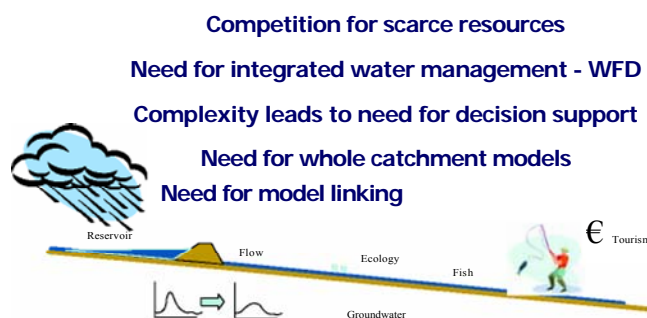 Competition for scarce resources
Need for integrated water management - WFD
Complexity leads to need for decision support
Need for whole catchment models
Need for model linking
Reservoir
Flow
Ecology
Fish
€ Tourism
Groundwater